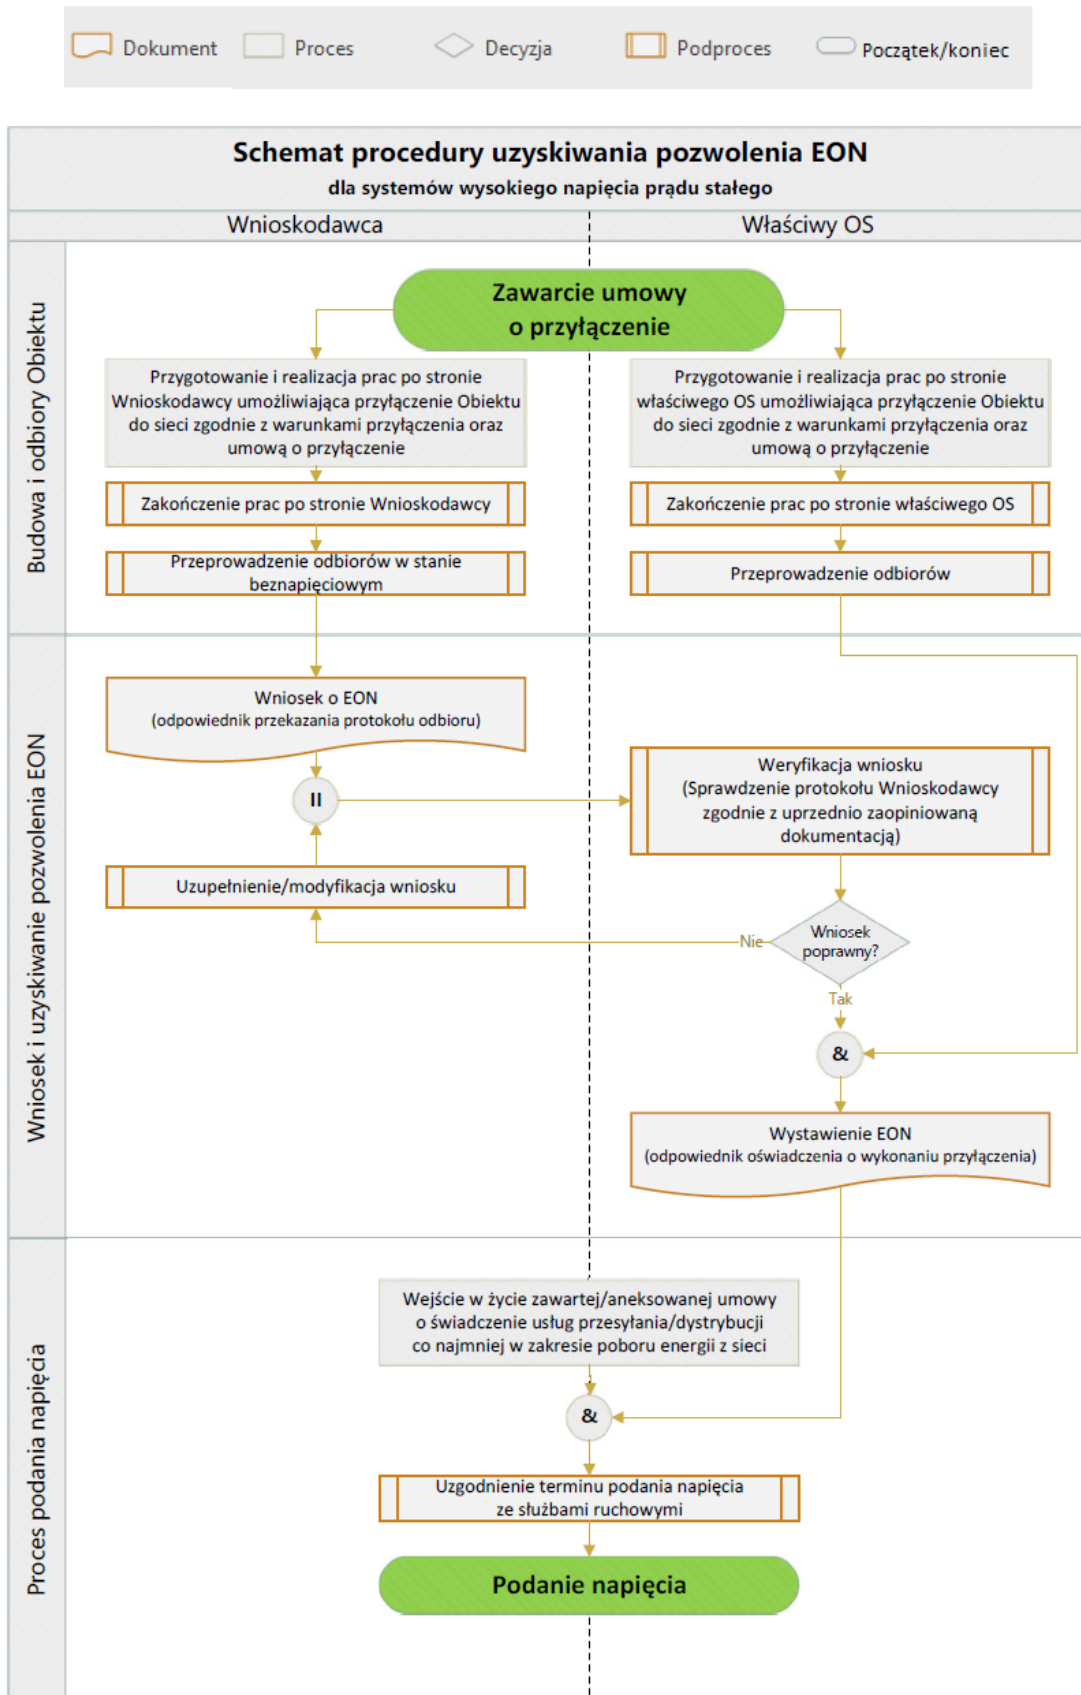 Dokument
Proces
Decyzja
Podproces
Początek/koniec
Schemat procedury uzyskiwania pozwolenia EON
dla systemów wysokiego napięcia prądu stałego
Wnioskodawca
Właściwy OS
Budowa i odbiory Obiektu
Zawarcie umowy
o przyłączenie
Przygotowanie i realizacja prac po stronie
Wnioskodawcy umożliwiająca przyłączenie Obiektu
do sieci zgodnie z warunkami przyłączenia oraz
umową o przyłączenie
Przygotowanie i realizacja prac po stronie
właściwego OS umożliwiająca przyłączenie Obiektu
do sieci zgodnie z warunkami przyłączenia oraz
umową o przyłączenie
Zakończenie prac po stronie Wnioskodawcy
Zakończenie prac po stronie właściwego OS
Przeprowadzenie odbiorów w stanie
beznapięciowym
Przeprowadzenie odbiorów
Wniosek i uzyskiwanie pozwolenia EON
Wniosek o EON
(odpowiednik przekazania protokołu odbioru)
II
Weryfikacja wniosku
(Sprawdzenie protokołu Wnioskodawcy
zgodnie z uprzednio zaopiniowaną
dokumentacją)
Uzupełnienie/modyfikacja wniosku
Wniosek
poprawny?
Nie
Tak
&
Wystawienie EON
(odpowiednik oświadczenia o wykonaniu przyłączenia)
Proces podania napięcia
Wejście w życie zawartej/aneksowanej umowy
o świadczenie usług przesyłania/dystrybucji
co najmniej w zakresie poboru energii z sieci
&
Uzgodnienie terminu podania napięcia
ze służbami ruchowymi
Podanie napięcia